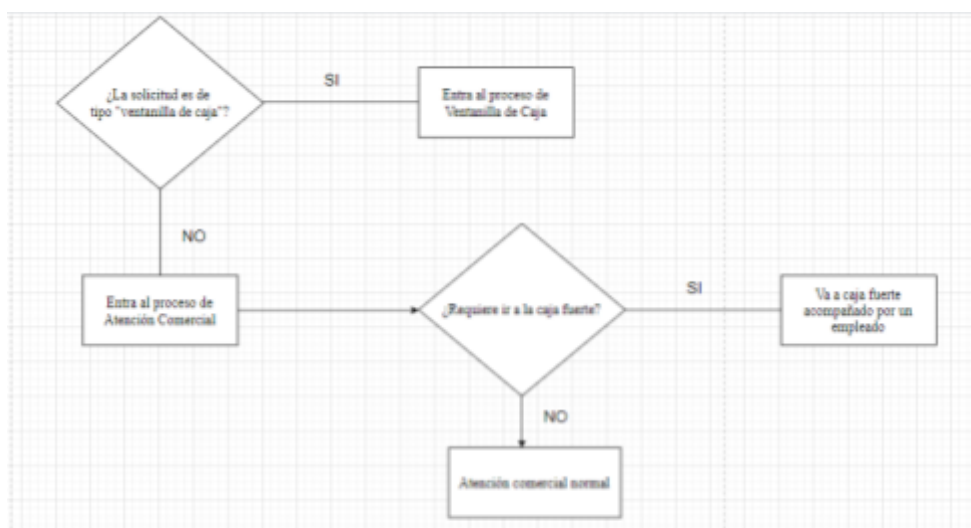 ¿La solicitud es de
tipo "ventanilla de caja"?
SI
Entra al proceso de
Ventanilla de Caja
NO
Entra al proceso de
Atención Comercial
¿Requiere ir a la caja fuerte?
SI
Va a caja fuerte
acompañado por un
empleado
NO
Atención comercial normal